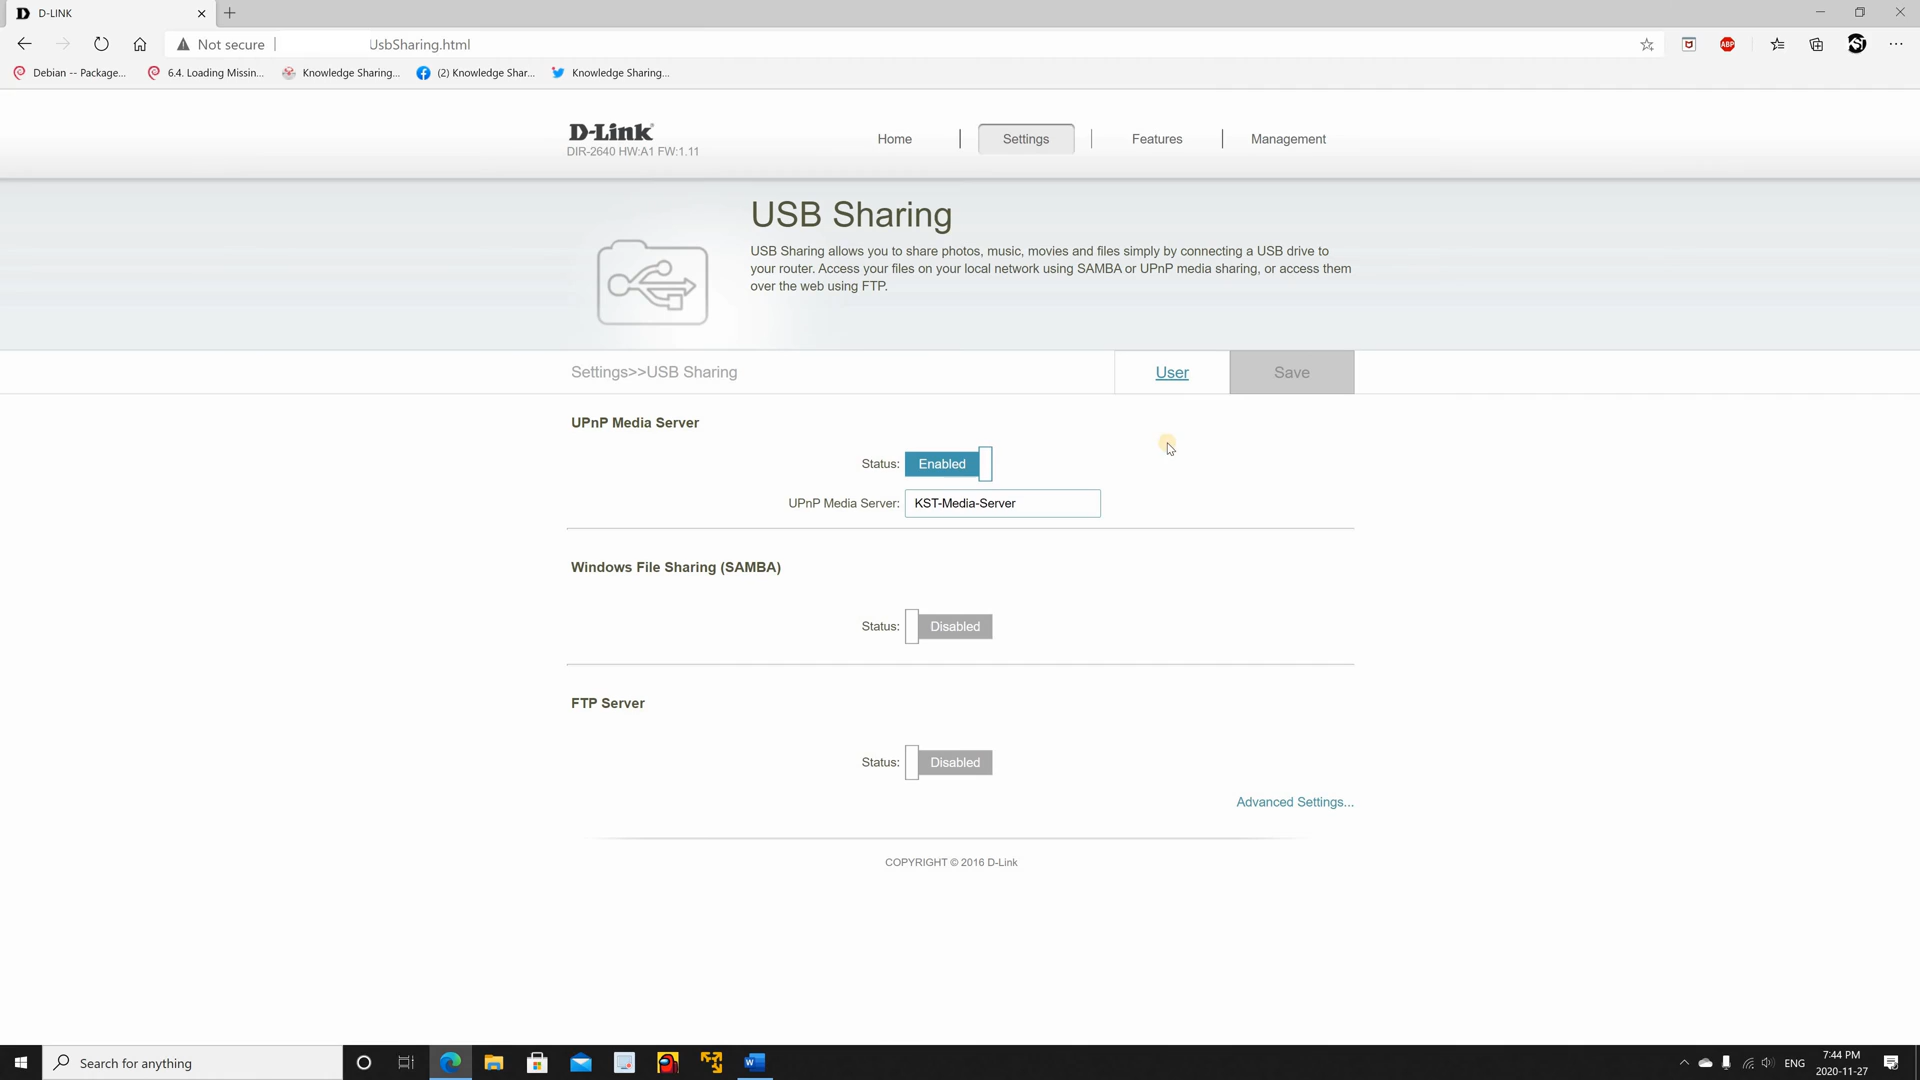 D-LINK
Not secure
UsbSharing.html
ABP
Debian -- Package...
6.4. Loading Missin...
Knowledge Sharing...
(2) Knowledge Shar...
Knowledge Sharing...
D-Link
DIR-2640 HW:A1 FW:1.11
Home
Settings
Features
Management
USB Sharing
USB Sharing allows you to share photos, music, movies and files simply by connecting a USB drive to
your router. Access your files on your local network using SAMBA or UPnP media sharing, or access them
over the web using FTP.
Settings>>USB Sharing
User
Save
UPnP Media Server
Status: Enabled
UPnP Media Server: KST-Media-Server
Windows File Sharing (SAMBA)
Status: Disabled
FTP Server
Status: Disabled
Advanced Settings...
COPYRIGHT © 2016 D-Link
Search for anything
ENG
7:44 PM
2020-11-27